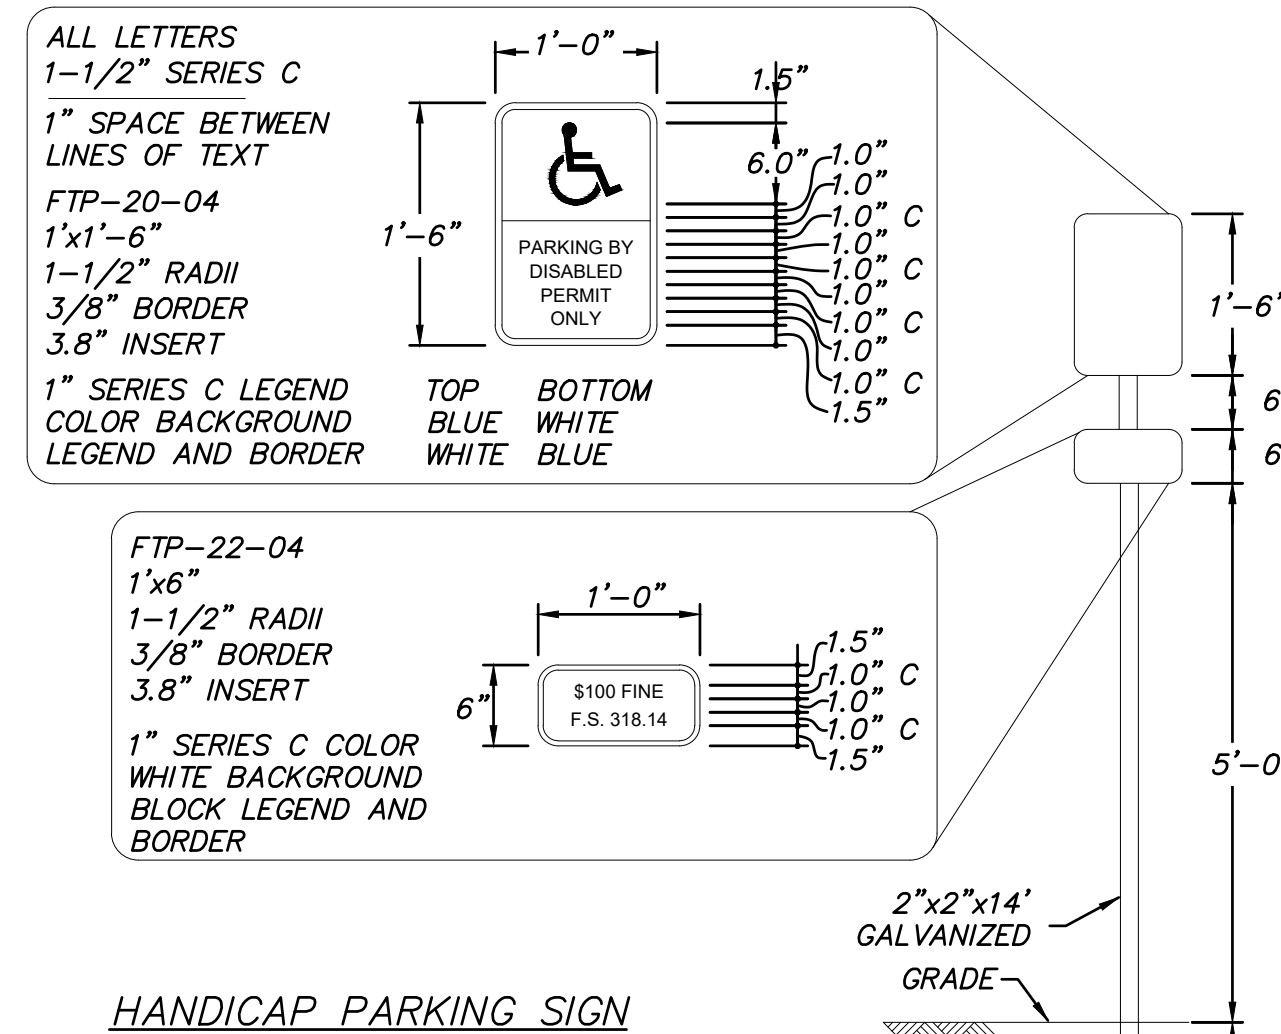 ALL LETTERS
1-1/2" SERIES C
1" SPACE BETWEEN
LINES OF TEXT
FTP-20-04
1'x1'-6"
1-1/2" RADII
3/8" BORDER
3.8" INSERT
1" SERIES C LEGEND
COLOR BACKGROUND
LEGEND AND BORDER
TOP BOTTOM
BLUE WHITE
WHITE BLUE
1'-0"
1'-6"
PARKING BY
DISABLED
PERMIT
ONLY
1.5"
6.0"
1.0"
1.0"
1.0" C
1.0"
1.0" C
1.0"
1.0" C
1.0"
1.0" C
1.5"
FTP-22-04
1'x6"
1-1/2" RADII
3/8" BORDER
3.8" INSERT
1" SERIES C COLOR
WHITE BACKGROUND
BLOCK LEGEND AND
BORDER
1'-0"
6"
$100 FINE
F.S. 318.14
1.5"
1.0" C
1.0"
1.0" C
1.5"
1'-6"
6
6
5'-0
2"x2"x14'
GALVANIZED
GRADE
HANDICAP PARKING SIGN